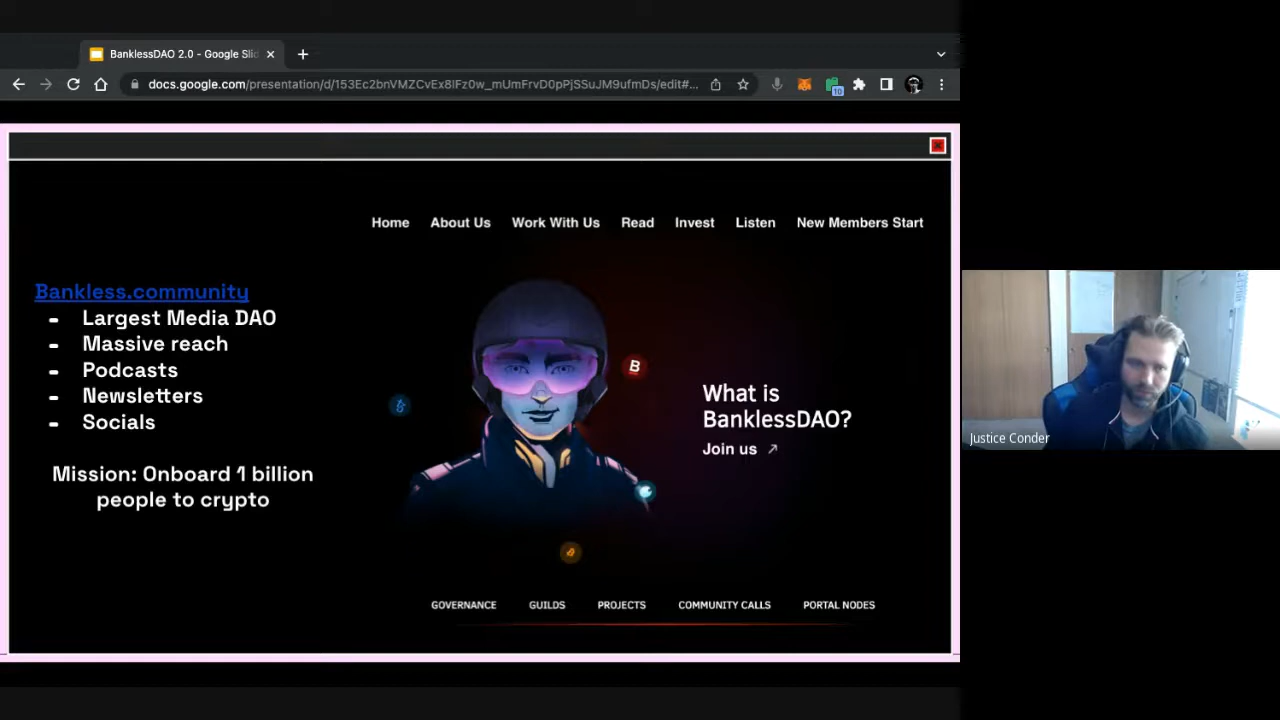 BanklessDAO 2.0 - Google Slid
docs.google.com/presentation/d/153Ec2bnVMZCvEx8lFz0w_mUmFrvD0pPjSSuJM9ufmDs/edit#...
10
Home About Us Work With Us Read Invest Listen New Members Start
Bankless.community
- Largest Media DAO
- Massive reach
- Podcasts
- Newsletters
- Socials
Mission: Onboard 1 billion
people to crypto
B
What is
BanklessDAO?
Join us ↗
GOVERNANCE GUILDS PROJECTS COMMUNITY CALLS PORTAL NODES
Justice Conder